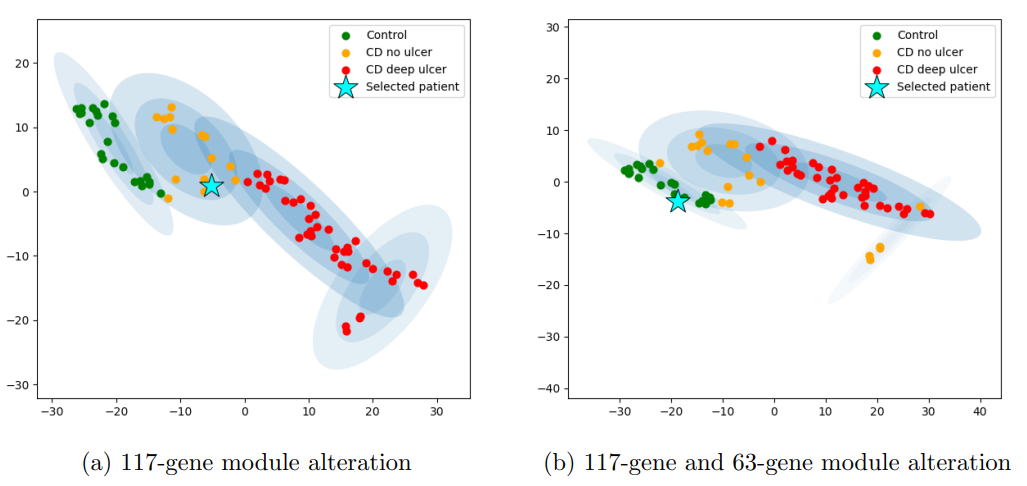 Control
CD no ulcer
CD deep ulcer
Selected patient
20
10
0
−10
−20
−30
−30 −20 −10 0 10 20 30
(a) 117-gene module alteration
Control
CD no ulcer
CD deep ulcer
Selected patient
30
20
10
0
−10
−20
−30
−40
−30 −20 −10 0 10 20 30 40
(b) 117-gene and 63-gene module alteration